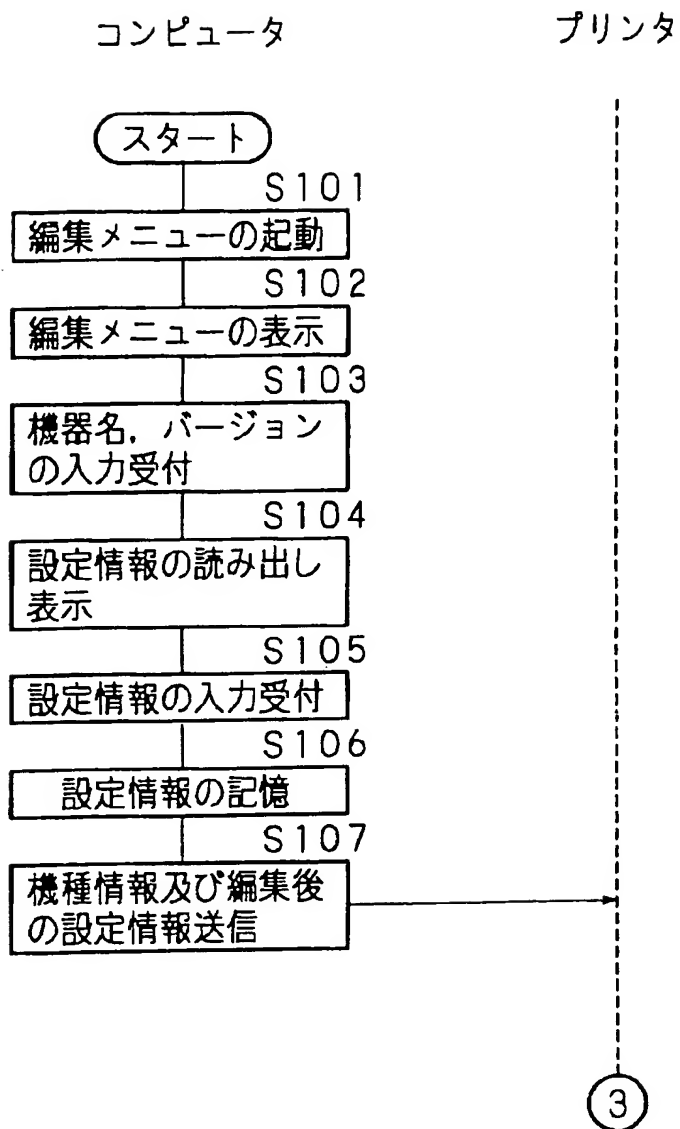 コンピュータ
プリンタ
スタート
S101
編集メニューの起動
S102
編集メニューの表示
S103
機器名，バージョン
の入力受付
S104
設定情報の読み出し
表示
S105
設定情報の入力受付
S106
設定情報の記憶
S107
機種情報及び編集後
の設定情報送信
3